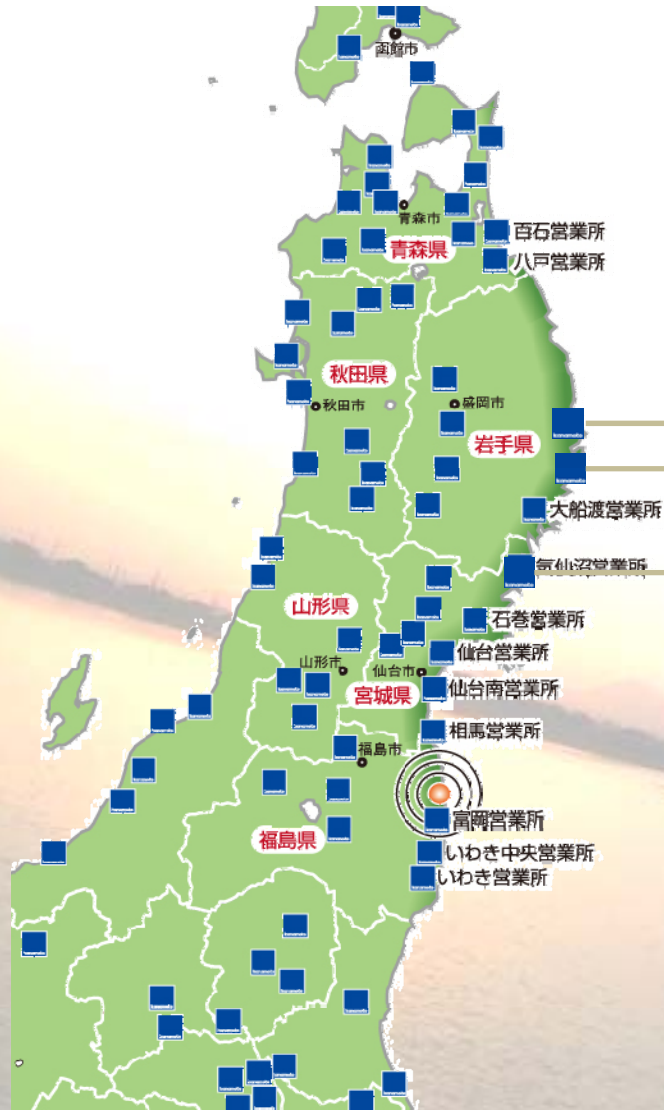 函館市
青森市
百石営業所
青森県
八戸営業所
秋田県
秋田市
盛岡市
岩手県
大船渡営業所
気仙沼営業所
山形県
石巻営業所
仙台営業所
山形市
仙台市
宮城県
仙台南営業所
相馬営業所
福島市
富岡営業所
福島県
いわき中央営業所
いわき営業所